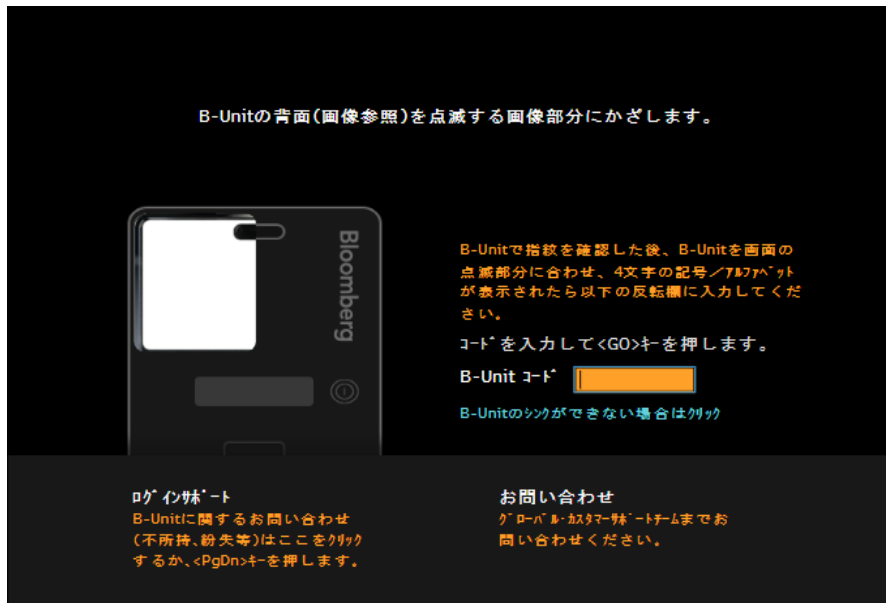 B-Unitの背面(画像参照)を点滅する画像部分にかざします。
Bloomberg
B-Unitで指紋を確認した後、B-Unitを画面の
点滅部分に合わせ、4文字の記号/ｱﾙﾌｧﾍﾞｯﾄ
が表示されたら以下の反転欄に入力してくだ
さい。
ｺｰﾄﾞを入力して<GO>ｷｰを押します。
B-Unit ｺｰﾄﾞ
B-Unitのｼﾝｸができない場合はｸﾘｯｸ
ﾛｸﾞｲﾝｻﾎﾟｰﾄ
B-Unitに関するお問い合わせ
(不所持､紛失等)はここをｸﾘｯｸ
するか､<PgDn>ｷｰを押します。
お問い合わせ
ｸﾞﾛｰﾊﾞﾙ･ｶｽﾀﾏｰｻﾎﾟｰﾄﾁｰﾑまでお
問い合わせください。